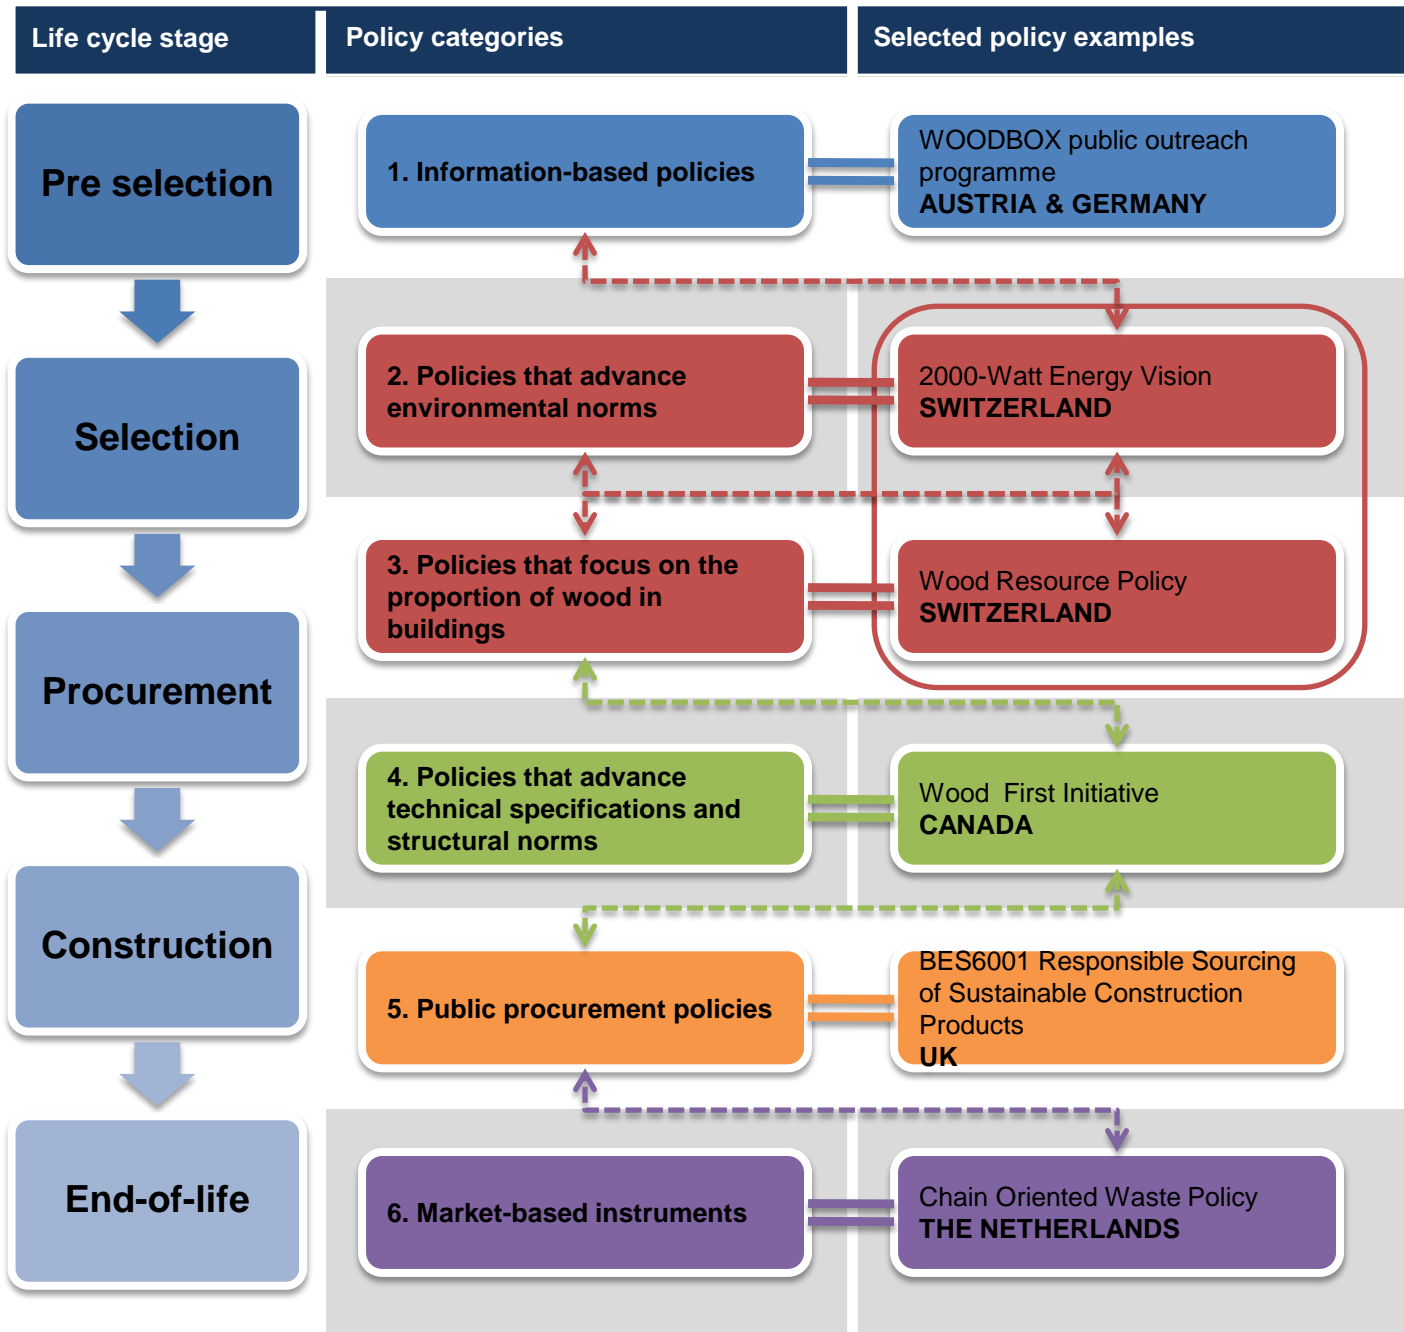 Life cycle stage
Policy categories
Selected policy examples
Pre selection
1. Information-based policies
WOODBOX public outreach
programme
AUSTRIA & GERMANY
Selection
2. Policies that advance
environmental norms
2000-Watt Energy Vision
SWITZERLAND
3. Policies that focus on the
proportion of wood in
buildings
Wood Resource Policy
SWITZERLAND
Procurement
4. Policies that advance
technical specifications and
structural norms
Wood First Initiative
CANADA
Construction
5. Public procurement policies
BES6001 Responsible Sourcing
of Sustainable Construction
Products
UK
End-of-life
6. Market-based instruments
Chain Oriented Waste Policy
THE NETHERLANDS